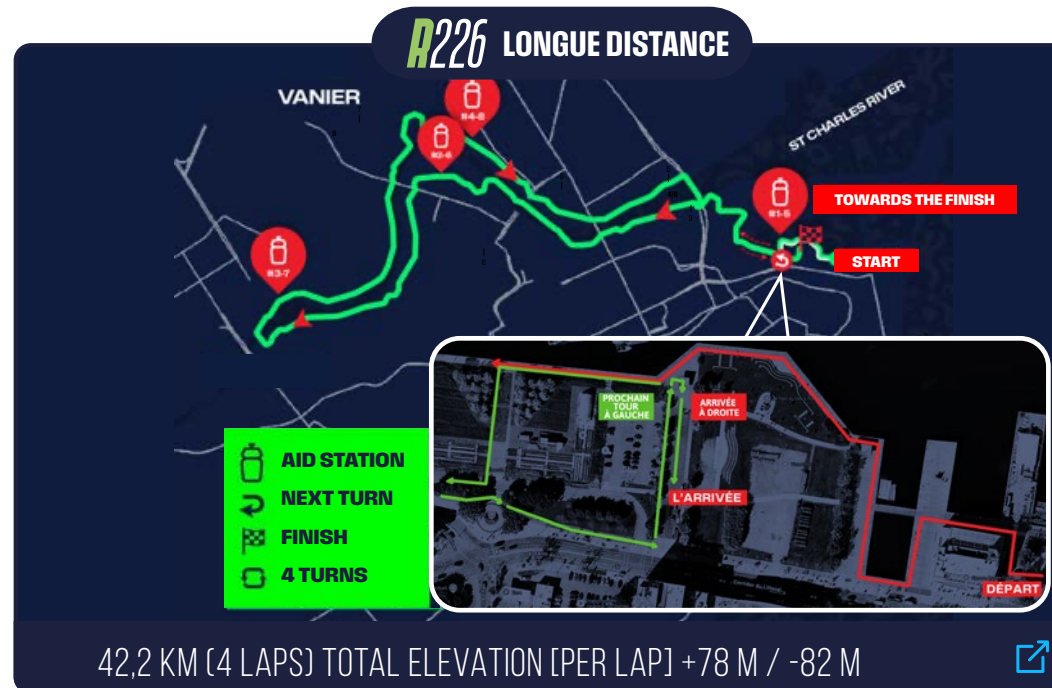 R226 LONGUE DISTANCE
VANIER
ST CHARLES RIVER
#4-8
#2-6
#1-5
TOWARDS THE FINISH
#3-7
START
PROCHAIN
TOUR
À GAUCHE
ARRIVÉE
À DROITE
L'ARRIVÉE
DÉPART
AID STATION
NEXT TURN
FINISH
4 TURNS
42,2 KM (4 LAPS) TOTAL ELEVATION [PER LAP] +78 M / -82 M